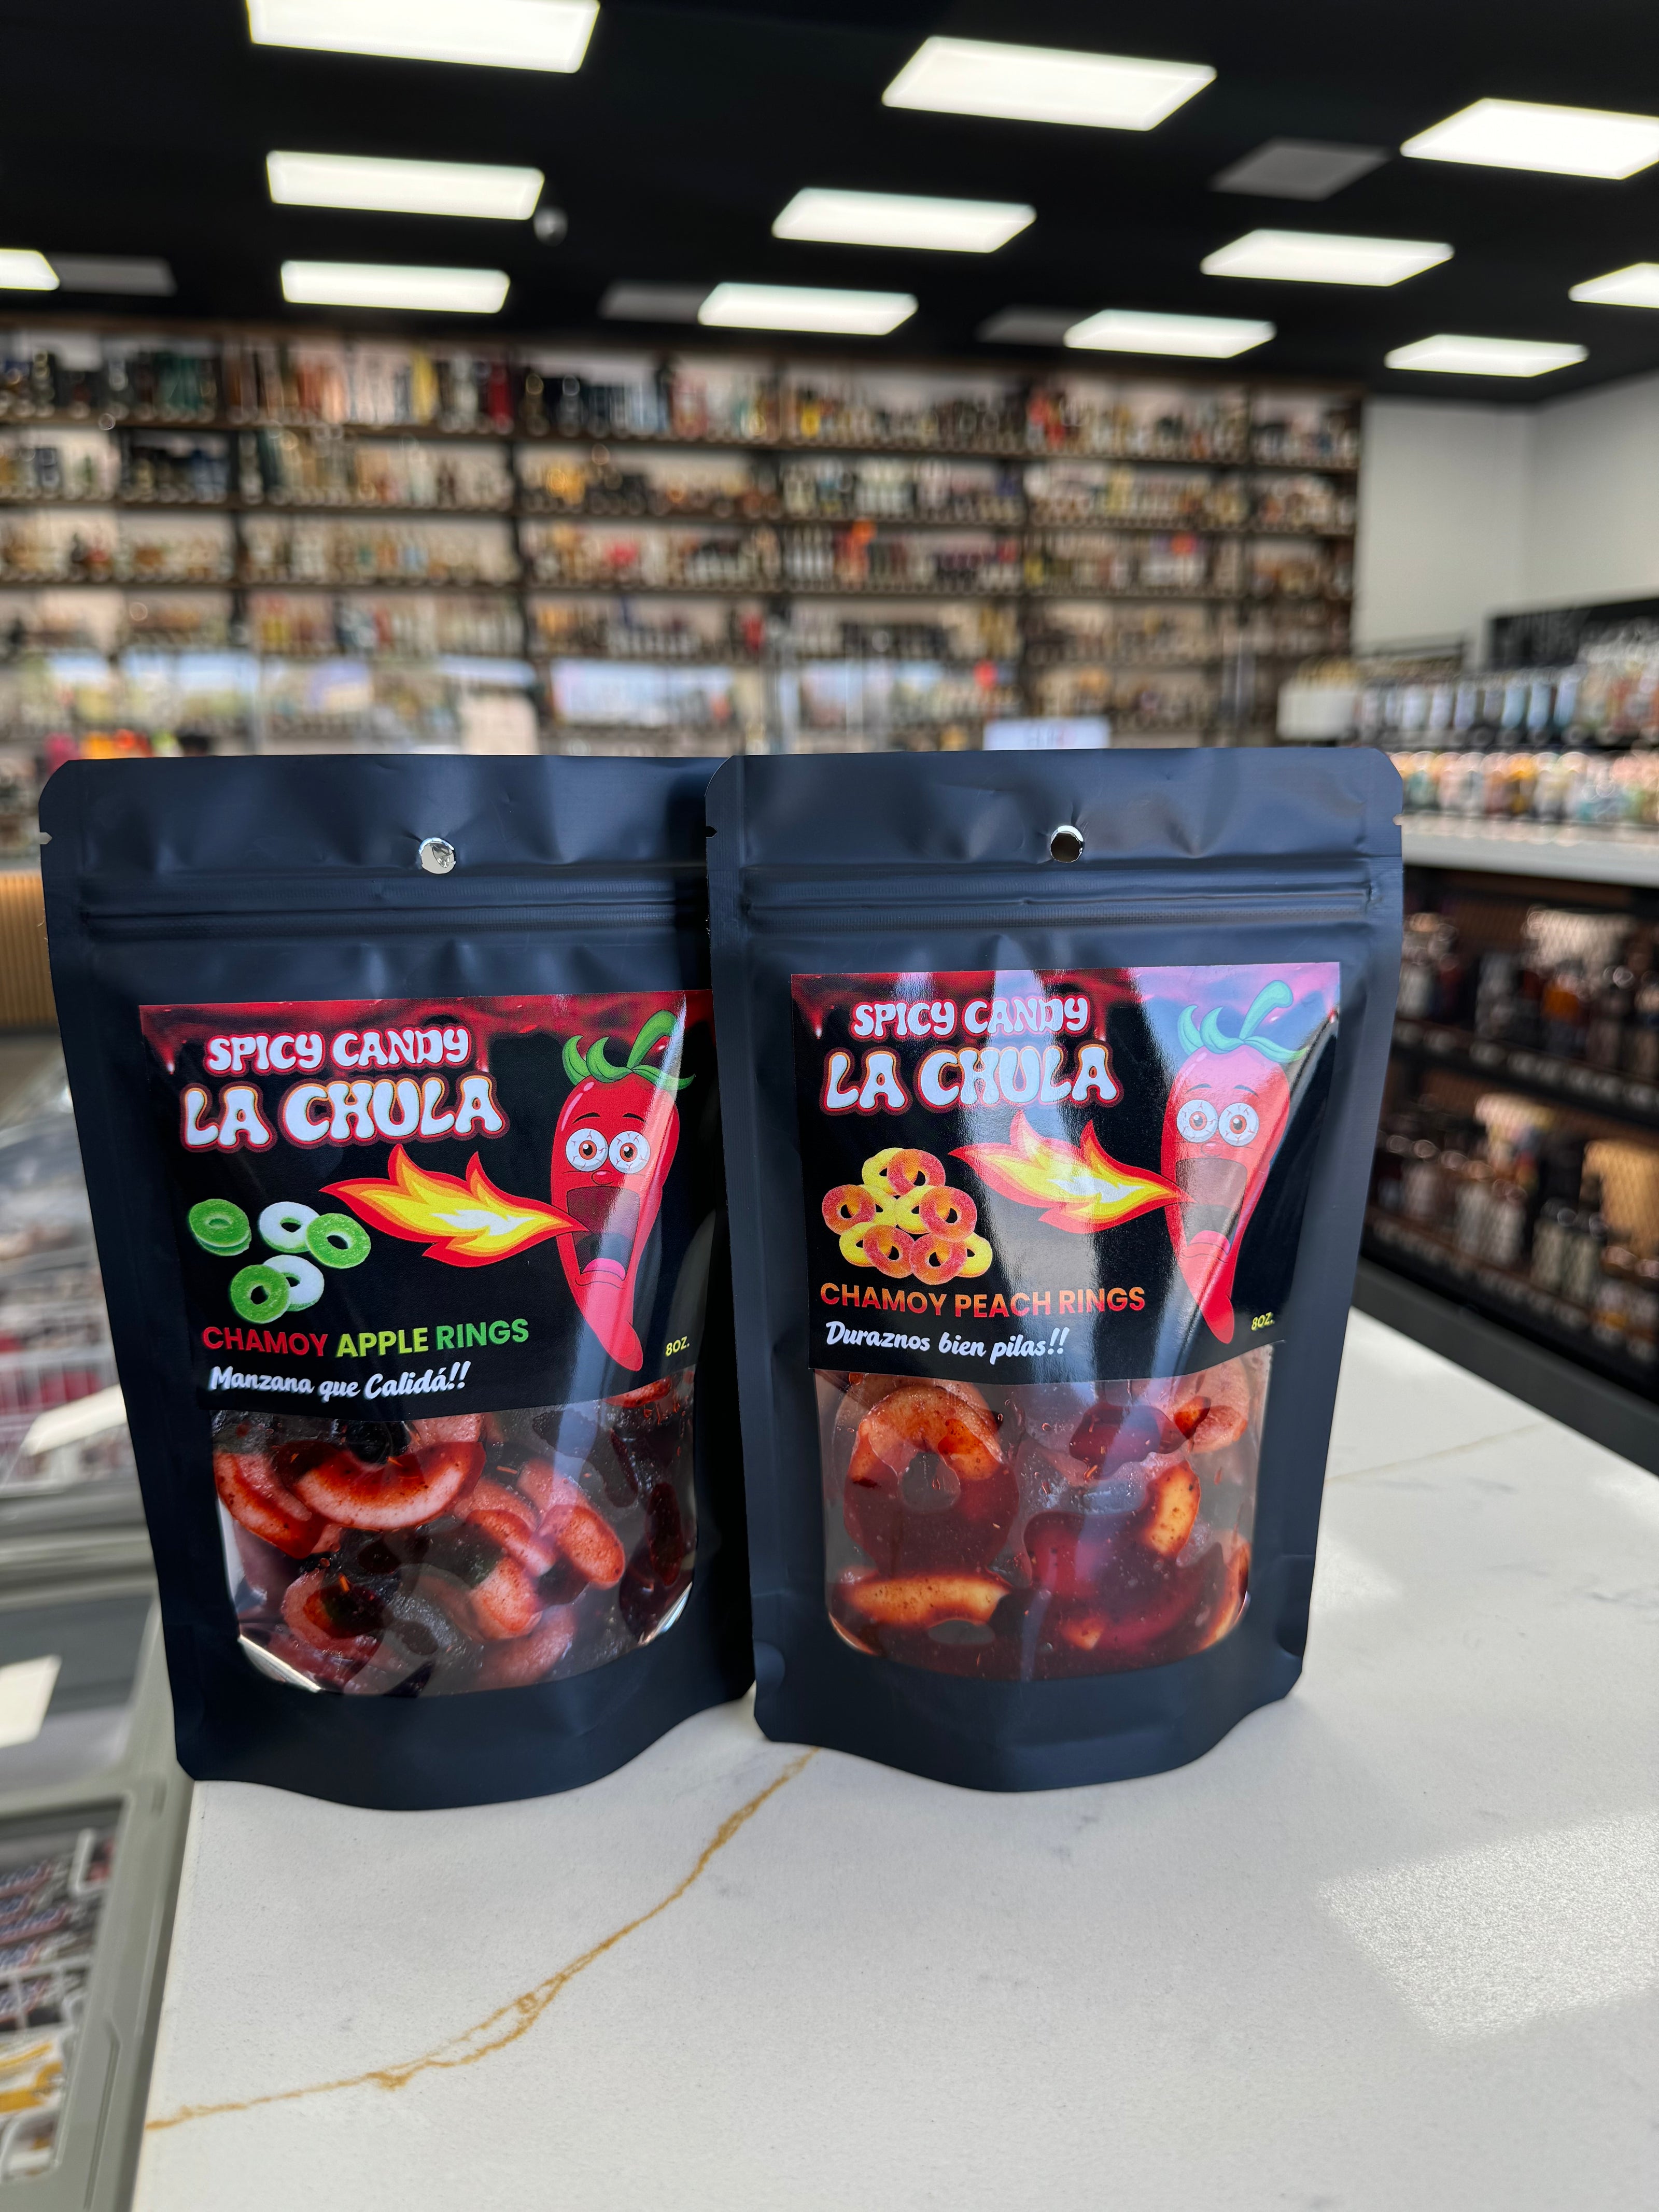 SPICY CANDY
LA CHULA
CHAMOY APPLE RINGS
8OZ.
Manzana que Calidá!!
SPICY CANDY
LA CHULA
CHAMOY PEACH RINGS
8OZ.
Duraznos bien pilas!!